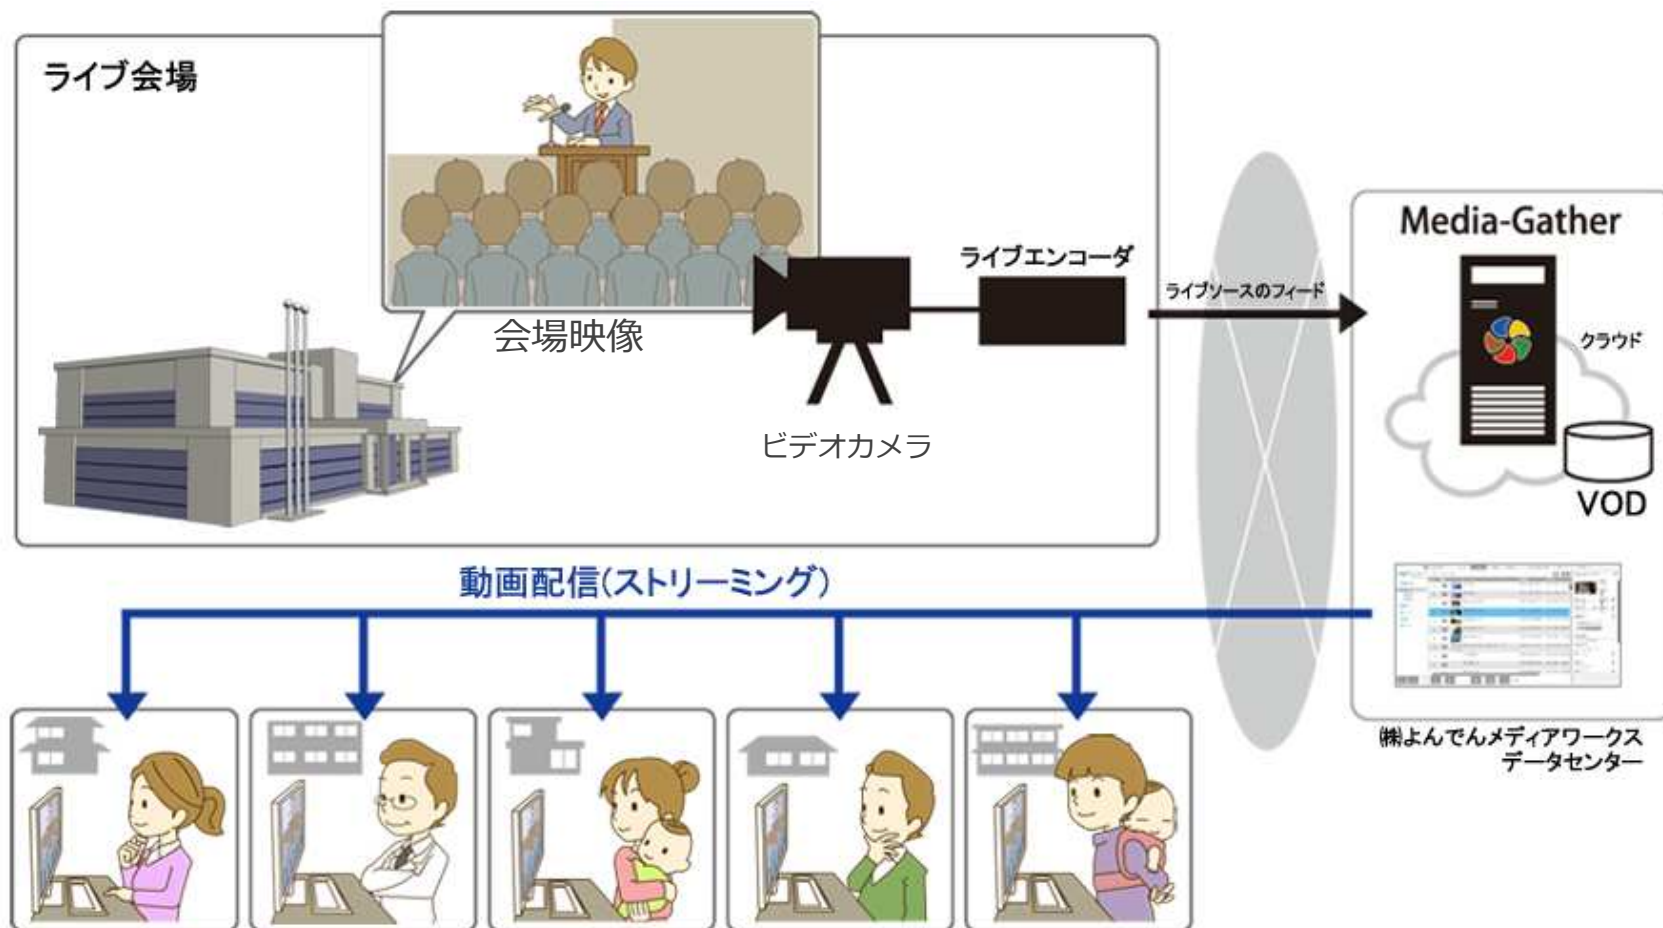 ライブ会場
会場映像
ビデオカメラ
ライブエンコーダ
ライブソースのフィード
Media-Gather
クラウド
VOD
動画配信(ストリーミング)
㈱よんでんメディアワークス
データセンター